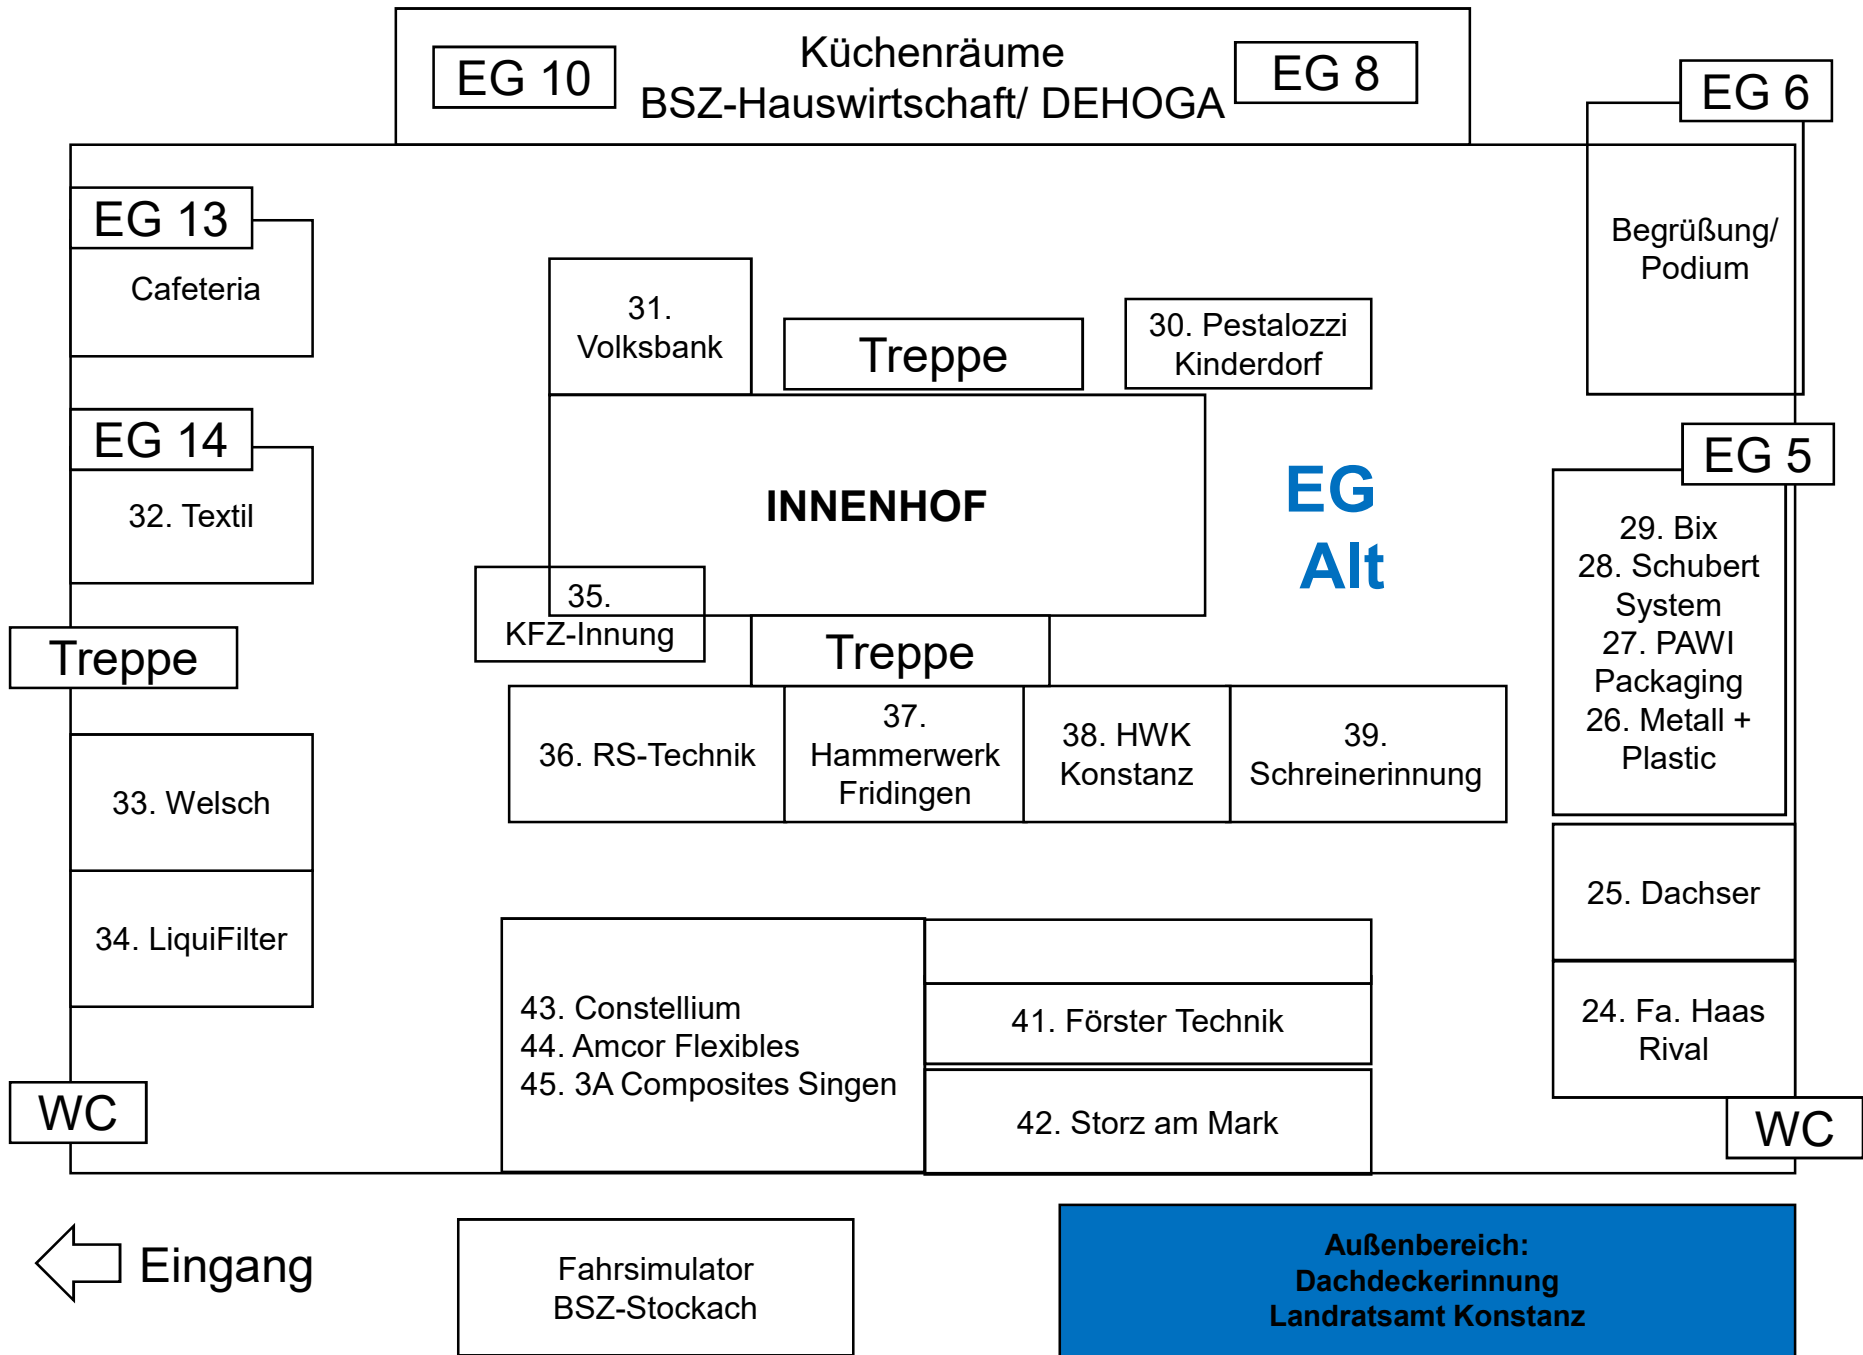 EG 10
Küchenräume
BSZ-Hauswirtschaft/ DEHOGA
EG 8
EG 6
Begrüßung/
Podium
EG 13
Cafeteria
31.
Volksbank
Treppe
30. Pestalozzi
Kinderdorf
EG 14
32. Textil
INNENHOF
EG
Alt
EG 5
29. Bix
28. Schubert
System
27. PAWI
Packaging
26. Metall +
Plastic
35.
KFZ-Innung
Treppe
Treppe
36. RS-Technik
37.
Hammerwerk
Fridingen
38. HWK
Konstanz
39.
Schreinerinnung
33. Welsch
34. LiquiFilter
25. Dachser
24. Fa. Haas
Rival
43. Constellium
44. Amcor Flexibles
45. 3A Composites Singen
41. Förster Technik
42. Storz am Mark
WC
WC
Eingang
Fahrsimulator
BSZ-Stockach
Außenbereich:
Dachdeckerinnung
Landratsamt Konstanz